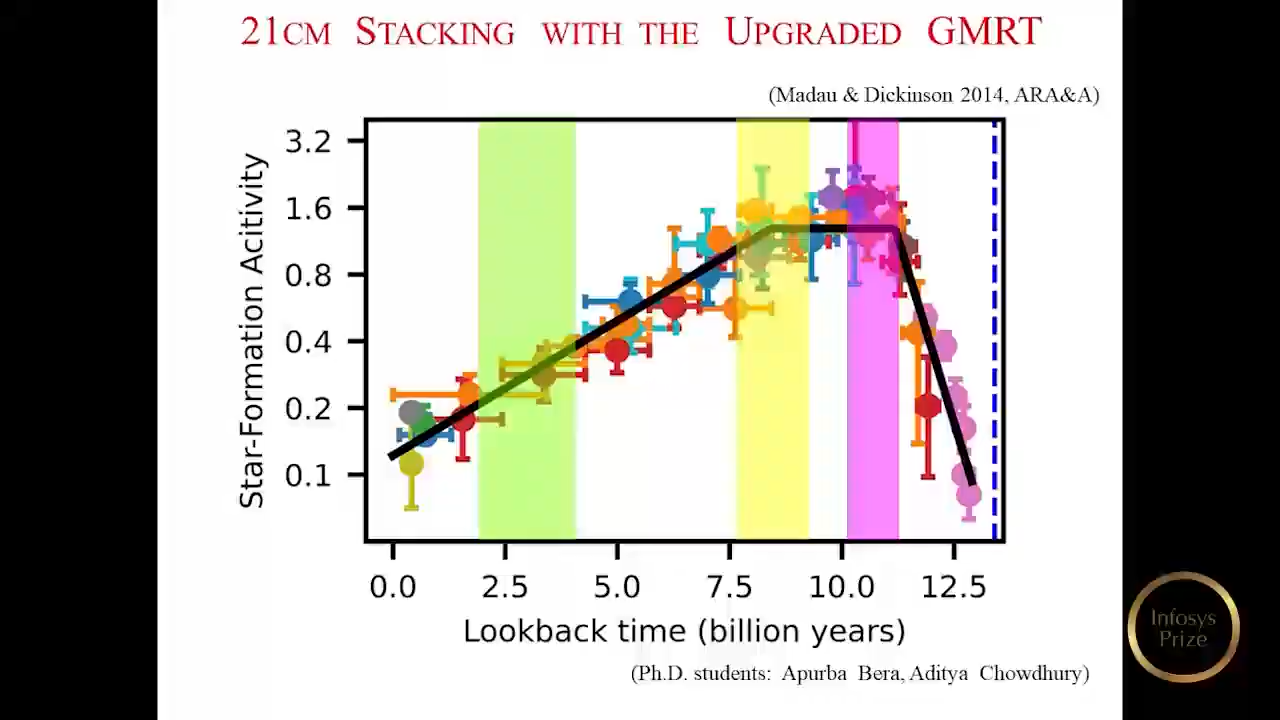 21CM STACKING WITH THE UPGRADED GMRT
(Madau & Dickinson 2014, ARA&A)
3.2
1.6
0.8
0.4
0.2
0.1
Star-Formation Acitivity
0.0 2.5 5.0 7.5 10.0 12.5
Lookback time (billion years)
(Ph.D. students: Apurba Bera, Aditya Chowdhury)
Infosys
Prize